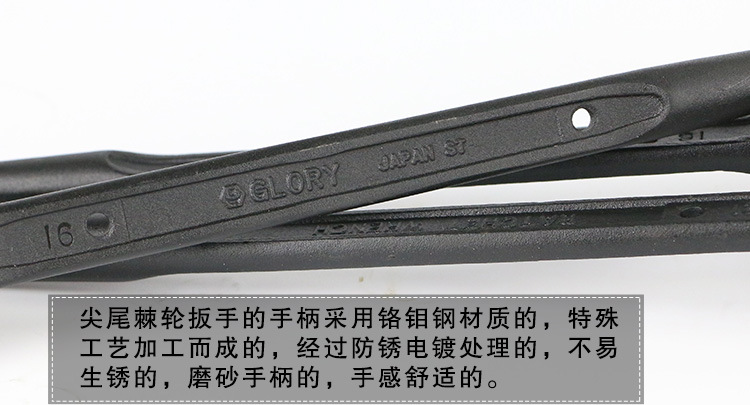 16 GLORY JAPAN ST
RATCHET WRENCH
尖尾棘轮扳手的手柄采用铬钼钢材质的，特殊
工艺加工而成的，经过防锈电镀处理的，不易
生锈的，磨砂手柄的，手感舒适的。